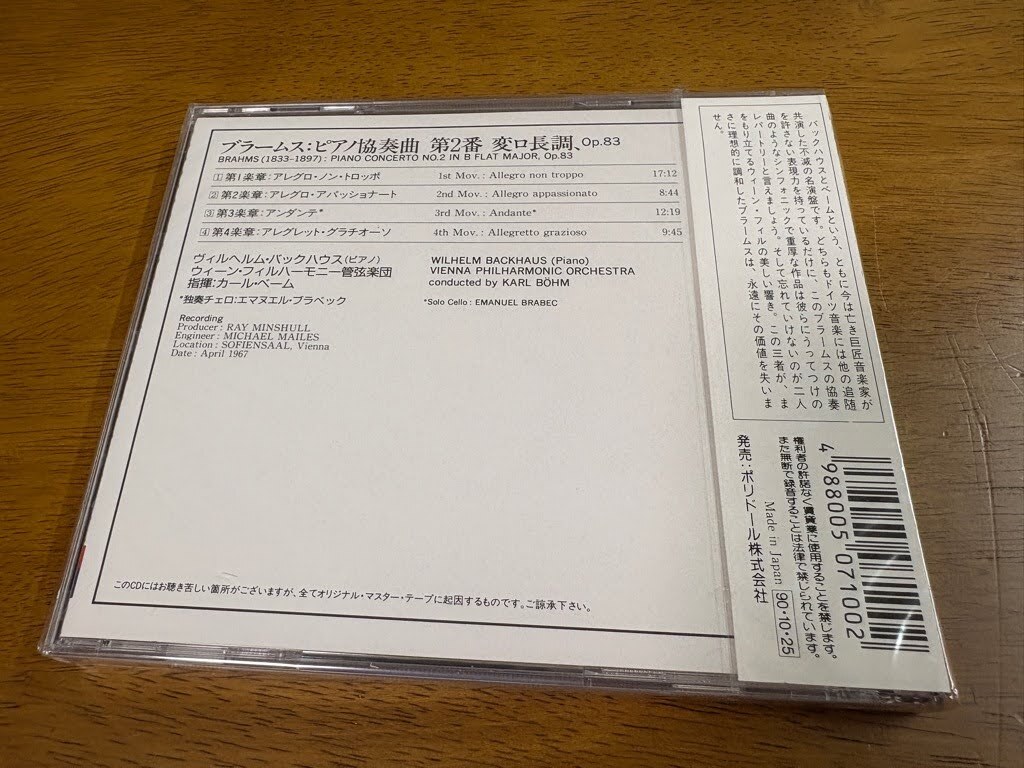 ブラームス:ピアノ協奏曲 第2番 変ロ長調、Op.83
BRAHMS (1833-1897) : PIANO CONCERTO NO.2 IN B FLAT MAJOR, Op.83
1 第1楽章:アレグロ・ノン・トロッポ 1st Mov. : Allegro non troppo 17:12
2 第2楽章:アレグロ・アパッショナート 2nd Mov. : Allegro appassionato 8:44
3 第3楽章:アンダンテ* 3rd Mov. : Andante* 12:19
4 第4楽章:アレグレット・グラチオーソ 4th Mov. : Allegretto grazioso 9:45
ヴィルヘルム・バックハウス(ピアノ)
ウィーン・フィルハーモニー管弦楽団
指揮:カール・ベーム
*独奏チェロ:エマヌエル・ブラベック
WILHELM BACKHAUS (Piano)
VIENNA PHILHARMONIC ORCHESTRA
conducted by KARL BÖHM
*Solo Cello : EMANUEL BRABEC
Recording
Producer : RAY MINSHULL
Engineer : MICHAEL MAILES
Location : SOFIENSAAL, Vienna
Date : April 1967
このCDにはお聴き苦しい箇所がございますが、全てオリジナル・マスター・テープに起因するものです。ご諒承下さい。
バックハウスとベームという、ともに今は亡き巨匠音楽家が
共演した不滅の名演盤です。どちらもドイツ音楽には他の追随
を許さない表現力を持っているだけに、このブラームスの協奏
曲のようなシンフォニックで重厚な作品は彼らにうってつけの
レパートリーと言えましょう。そして忘れていけないのが二人
をもり立てるウィーン・フィルの美しい響き。この三者が、ま
さに理想的に調和したブラームスは、永遠にその価値を失いま
せん。
4 988005 071002
権利者の許諾なく賃貸業に使用することを禁じます。
また無断で録音することは法律で禁じられています。
Made in Japan 90・10・25
発売:ポリドール株式会社